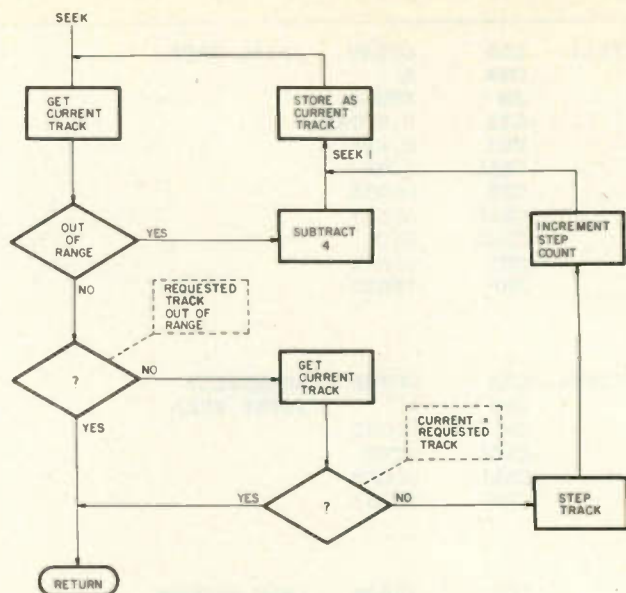 SEEK
GET
CURRENT
TRACK
STORE AS
CURRENT
TRACK
SEEK I
OUT
OF
RANGE
YES
SUBTRACT
4
INCREMENT
STEP
COUNT
NO
REQUESTED
TRACK
OUT OF
RANGE
?
NO
GET
CURRENT
TRACK
YES
CURRENT =
REQUESTED
TRACK
YES
?
NO
STEP
TRACK
RETURN